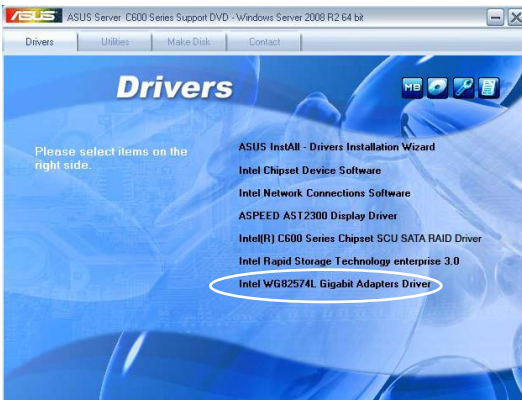 ASUS ASUS Server C600 Series Support DVD - Windows Server 2008 R2 64 bit
Drivers Utilities Make Disk Contact
Drivers
MB
Please select items on the
right side.
ASUS InstAll - Drivers Installation Wizard
Intel Chipset Device Software
Intel Network Connections Software
ASPEED AST2300 Display Driver
Intel(R) C600 Series Chipset SCU SATA RAID Driver
Intel Rapid Storage Technology enterprise 3.0
Intel WG82574L Gigabit Adapters Driver